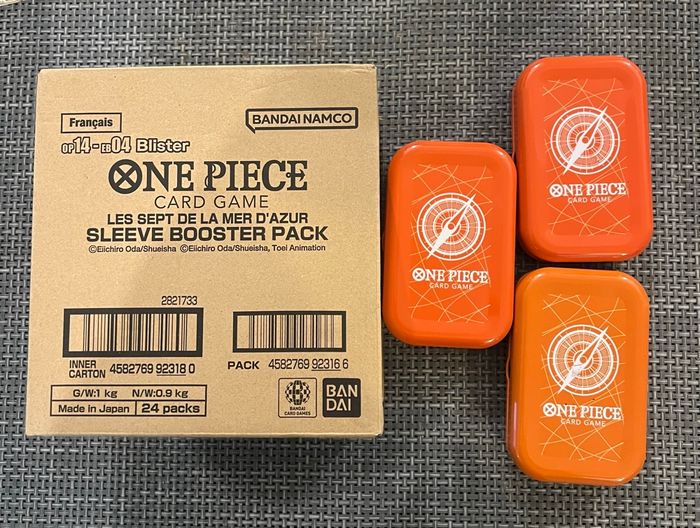 Français
BANDAI NAMCO
OP14-EB04 Blister
ONE PIECE
CARD GAME
LES SEPT DE LA MER D'AZUR
SLEEVE BOOSTER PACK
©Eiichiro Oda/Shueisha ©Eiichiro Oda/Shueisha, Toei Animation
2821733
INNER
CARTON 4582769 92318 0
PACK 4582769 92316 6
G/W:1 kg N/W:0.9 kg
Made in Japan 24 packs
BANDAI
CARD GAMES
BAN
DAI
ONE PIECE
CARD GAME
ONE PIECE
CARD GAME
ONE PIECE
CARD GAME